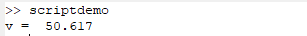 >> scriptdemo
v =  50.617